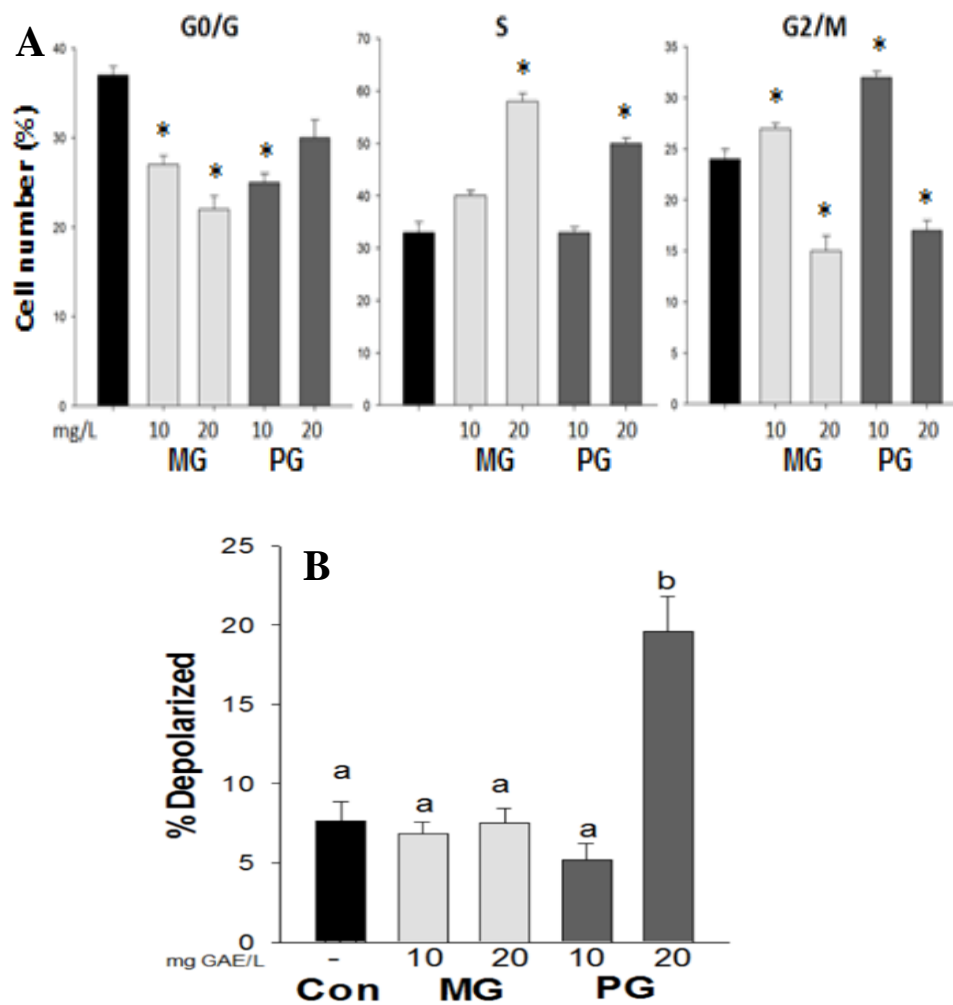 A
G0/G
S
G2/M
Cell number (%)
40
30
20
10
0
70
60
50
40
30
20
10
0
35
30
25
20
15
10
5
0
* * *
* *
* * * *
mg/L 10 20 10 20
10 20 10 20
10 20 10 20
MG PG
MG PG
MG PG
B
% Depolarized
25
20
15
10
5
0
a a a a b
mg GAE/L - 10 20 10 20
Con MG PG